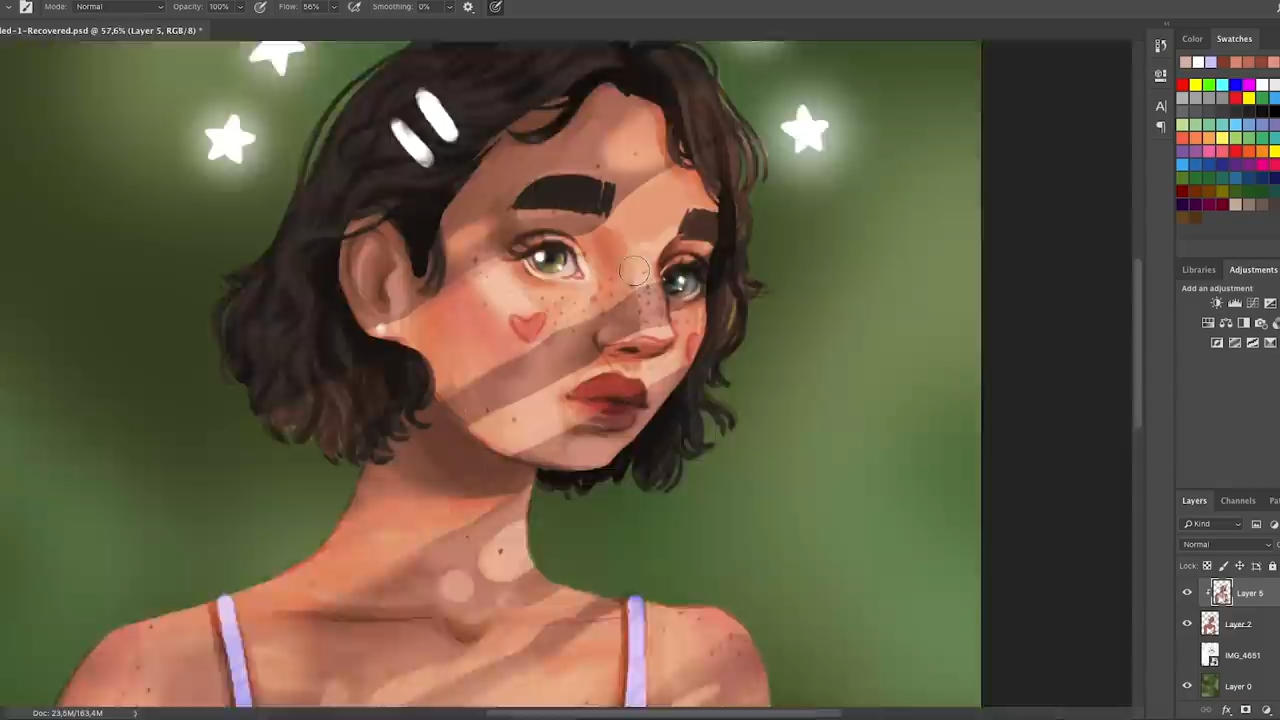 Mode: Normal Opacity: 100% Flow: 56% Smoothing: 0%
led-1-Recovered.psd @ 57,6% (Layer 5, RGB/8) *
Color Swatches
Libraries Adjustments
Add an adjustment
Layers Channels Pat
Kind
Normal
Lock:
Layer 5
Layer 2
IMG_4651
Layer 0
fx
Doc: 23,5M/163,4M